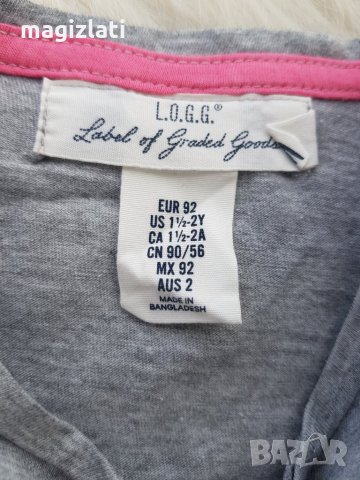 magizlati
L.O.G.G.®
Label of Graded Goods
EUR 92
US 1½-2Y
CA 1½-2A
CN 90/56
MX 92
AUS 2
MADE IN
BANGLADESH
BAZAR